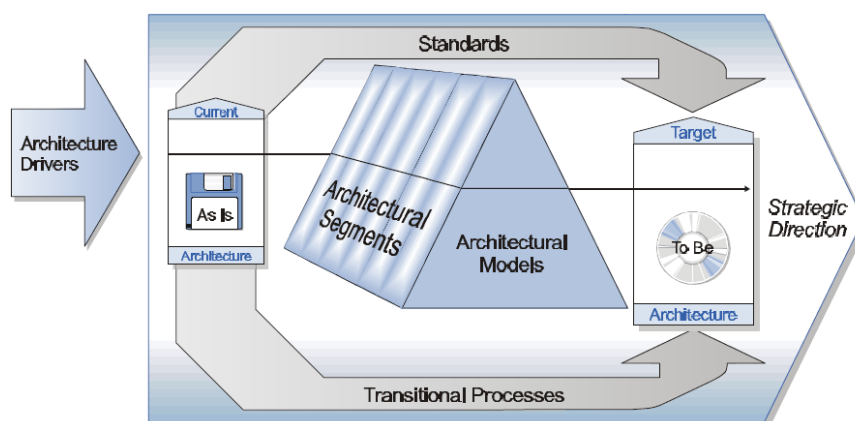 Standards
Architecture
Drivers
Current
As Is
Architecture
Architectural
Segments
Architectural
Models
Target
To Be
Architecture
Strategic
Direction
Transitional Processes